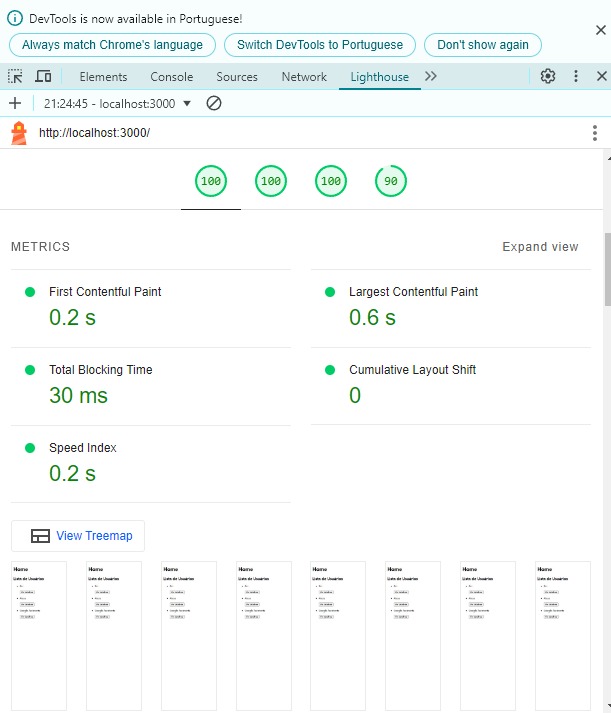 DevTools is now available in Portuguese!
Always match Chrome's language Switch DevTools to Portuguese Don't show again
Elements Console Sources Network Lighthouse
21:24:45 - localhost:3000
http://localhost:3000/
100 100 100 90
METRICS Expand view
First Contentful Paint
0.2 s
Largest Contentful Paint
0.6 s
Total Blocking Time
30 ms
Cumulative Layout Shift
0
Speed Index
0.2 s
View Treemap
Home Home Home Home Home Home Home Home
Lista de Usuários Lista de Usuários Lista de Usuários Lista de Usuários Lista de Usuários Lista de Usuários Lista de Usuários Lista de Usuários